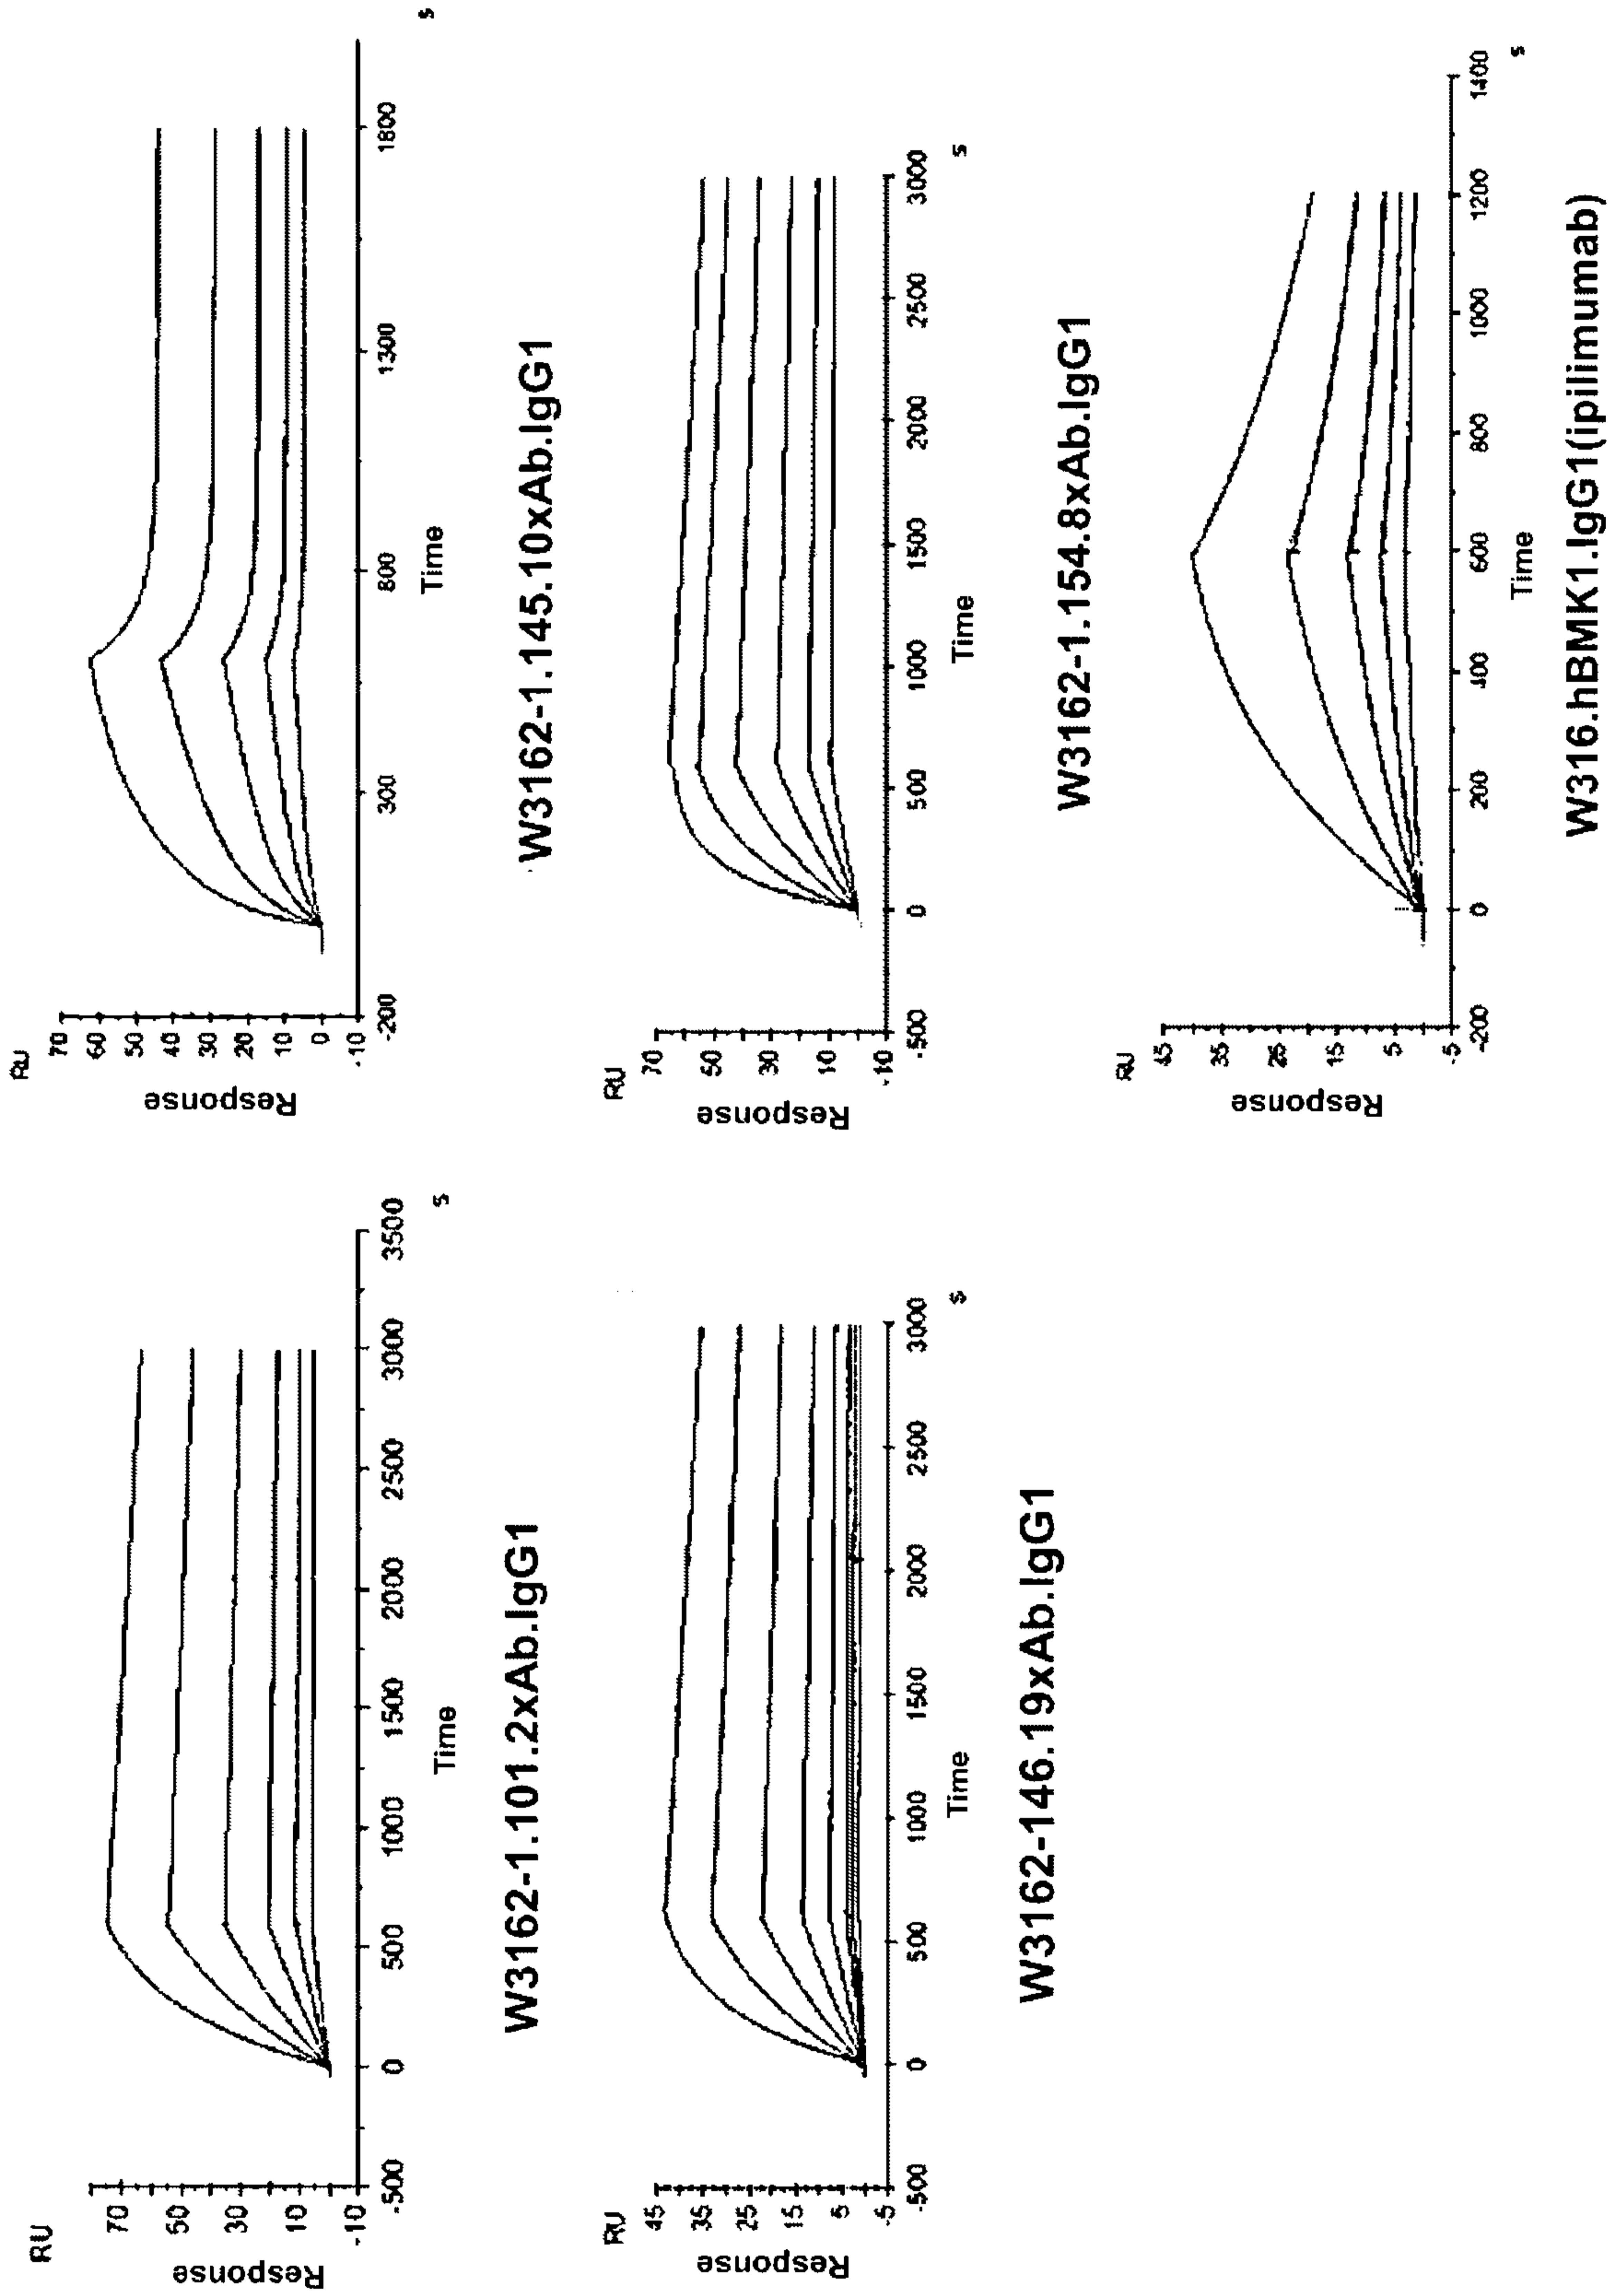 RU
Response
70
50
30
10
-10
-500
0
500
1000
1500
2000
2500
3000
3500
Time
s
W3162-1.101.2xAb.IgG1
RU
Response
70
60
50
40
30
20
10
0
-10
-200
300
800
1300
1800
Time
s
W3162-1.145.10xAb.IgG1
RU
Response
45
35
25
15
5
-5
-500
0
500
1000
1500
2000
2500
3000
Time
s
W3162-146.19xAb.IgG1
RU
Response
70
50
30
10
-10
-500
0
500
1000
1500
2000
2500
3000
Time
s
W3162-1.154.8xAb.IgG1
RU
Response
45
35
25
15
5
-5
-200
0
200
400
600
800
1000
1200
1400
Time
s
W316.hBMK1.IgG1(ipilimumab)